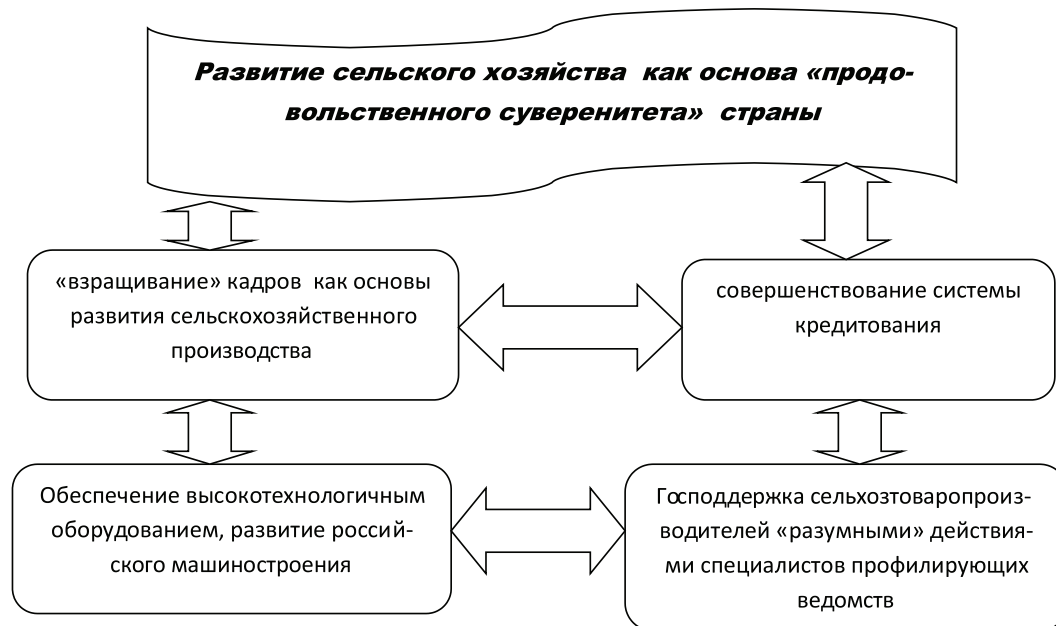 Развитие сельского хозяйства как основа «продо-
вольственного суверенитета» страны
«взращивание» кадров как основы
развития сельскохозяйственного
производства
совершенствование системы
кредитования
Обеспечение высокотехнологичным
оборудованием, развитие россий-
ского машиностроения
Господдержка сельхозтоваропроиз-
водителей «разумными» действия-
ми специалистов профилирующих
ведомств